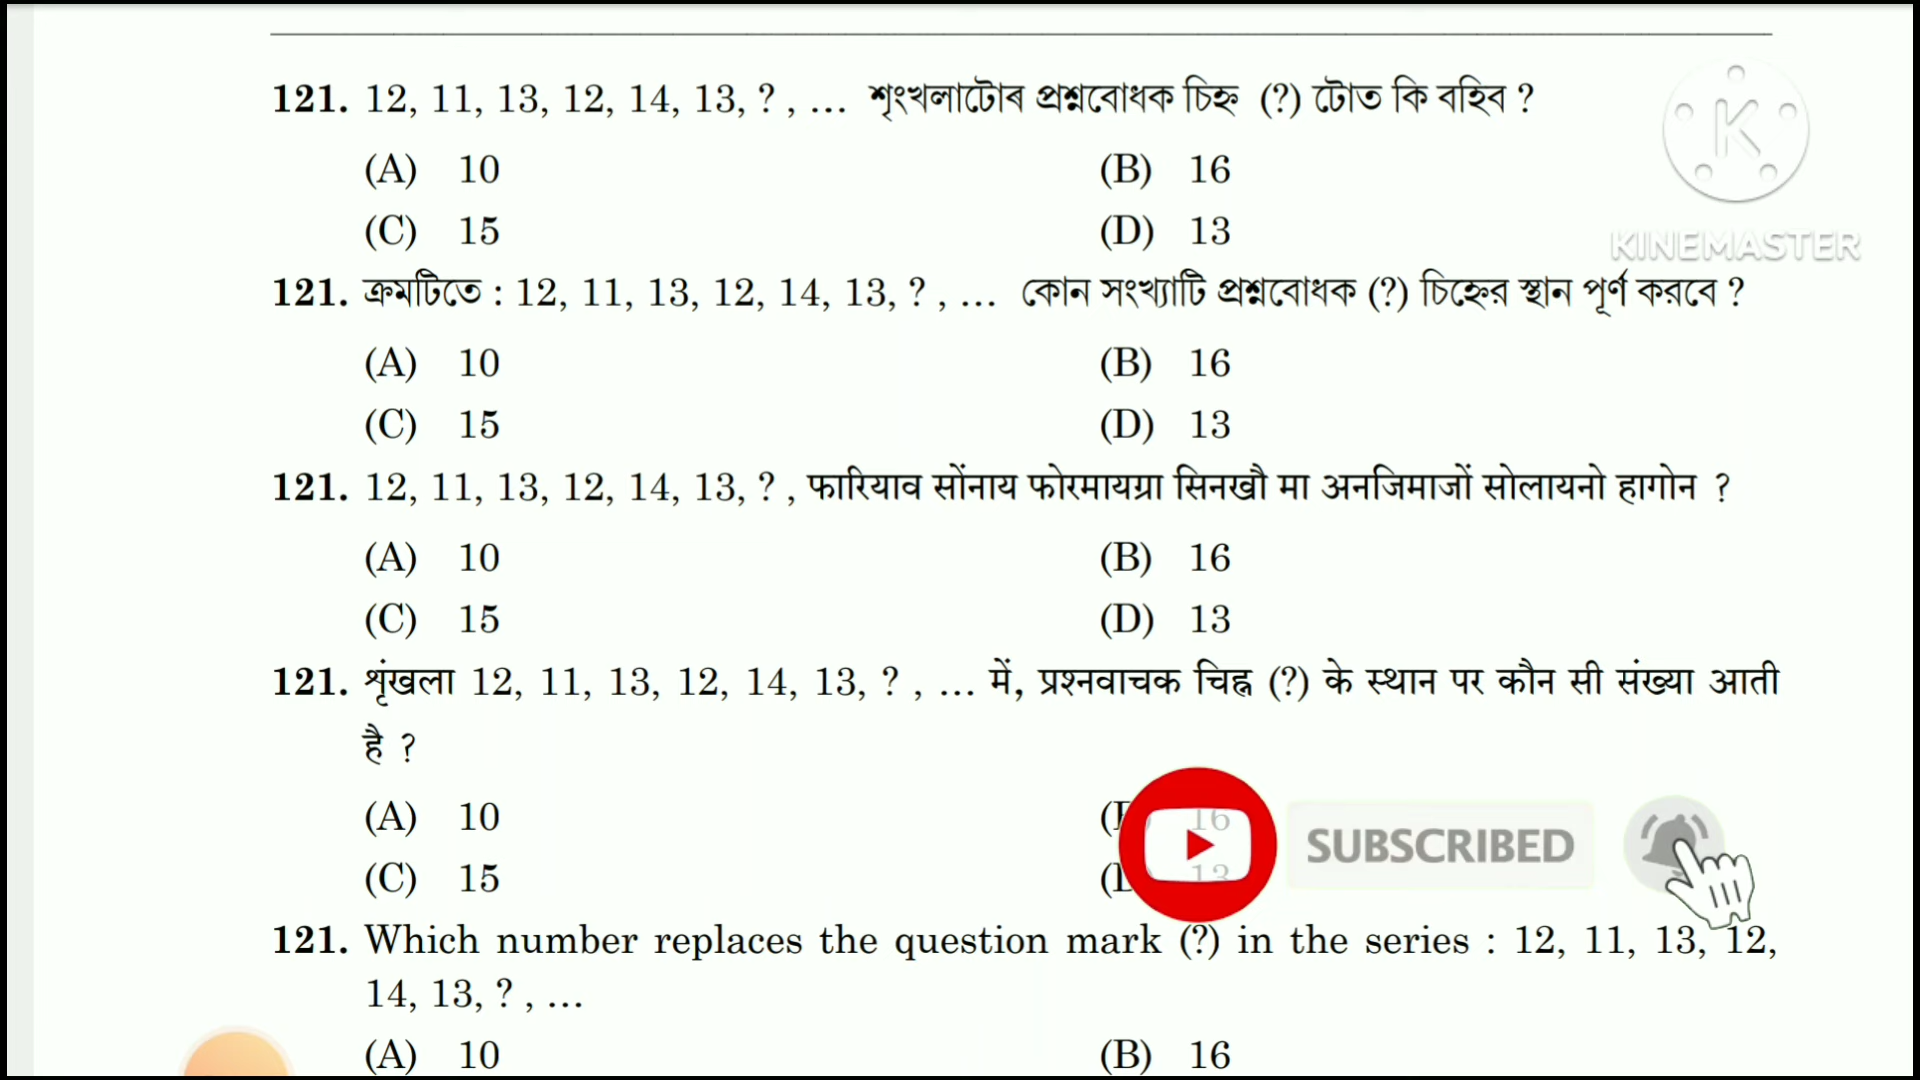 121. 12, 11, 13, 12, 14, 13, ? , ... শৃংখলাটোৰ প্রশ্নবোধক চিহ্ন (?) টোত কি বহিব ?
(A) 10 (B) 16
(C) 15 (D) 13
121. ক্রমটিতে : 12, 11, 13, 12, 14, 13, ? , ... কোন সংখ্যাটি প্রশ্নবোধক (?) চিহ্নের স্থান পূর্ণ করবে ?
(A) 10 (B) 16
(C) 15 (D) 13
121. 12, 11, 13, 12, 14, 13, ? , फारियाव सोंनाय फोरमायग्रा सिनखौ मा अनजिमाजों सोलायनो हागोन ?
(A) 10 (B) 16
(C) 15 (D) 13
121. शृंखला 12, 11, 13, 12, 14, 13, ? , ... में, प्रश्नवाचक चिह्न (?) के स्थान पर कौन सी संख्या आती
है ?
(A) 10 16
(C) 15 13
121. Which number replaces the question mark (?) in the series : 12, 11, 13, 12,
14, 13, ? , ...
(A) 10 (B) 16
K
KINEMASTER
SUBSCRIBED